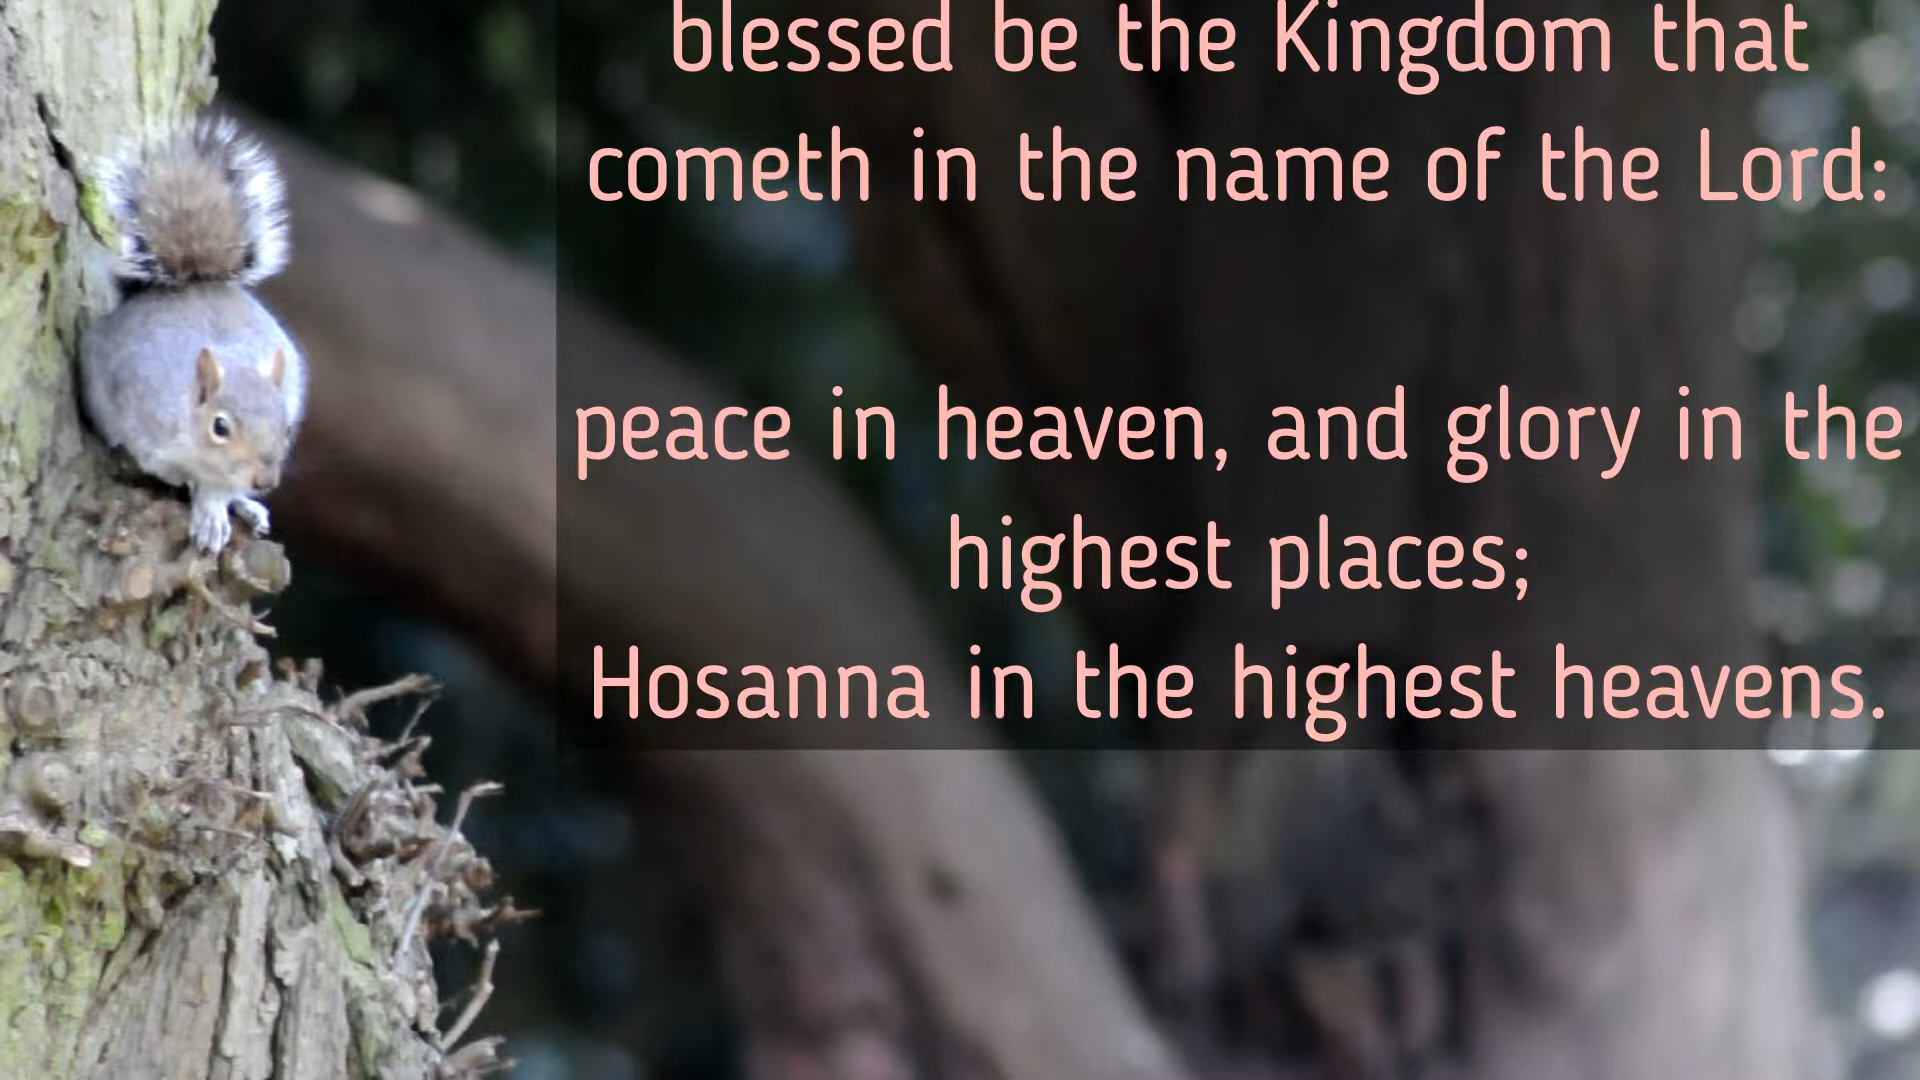 blessed be the Kingdom that
cometh in the name of the Lord:
peace in heaven, and glory in the
highest places;
Hosanna in the highest heavens.